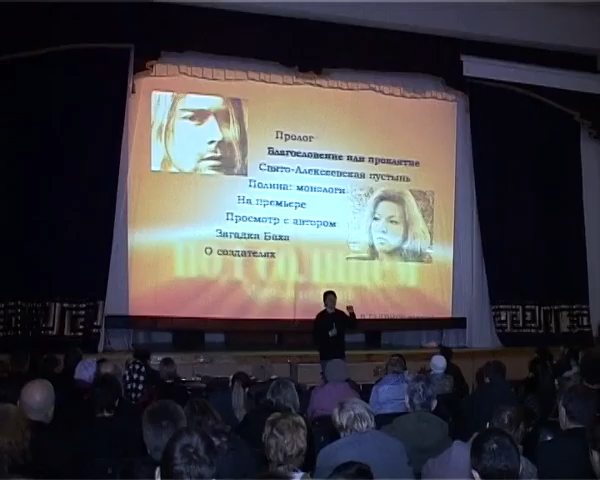 Пролог
Благословение или проклятие
Свято-Алексеевская пустынь
Полина: монологи
На премьере
Просмотр с автором
Загадка Баха
О создателях